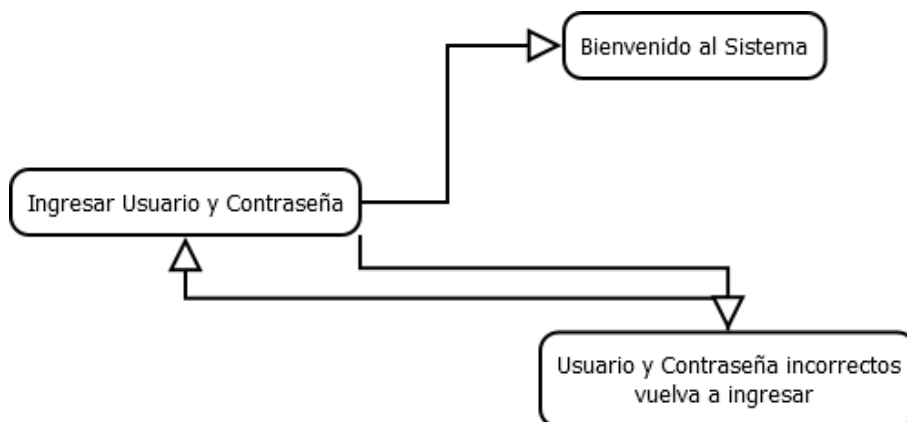 Bienvenido al Sistema
Ingresar Usuario y Contraseña
Usuario y Contraseña incorrectos
vuelva a ingresar